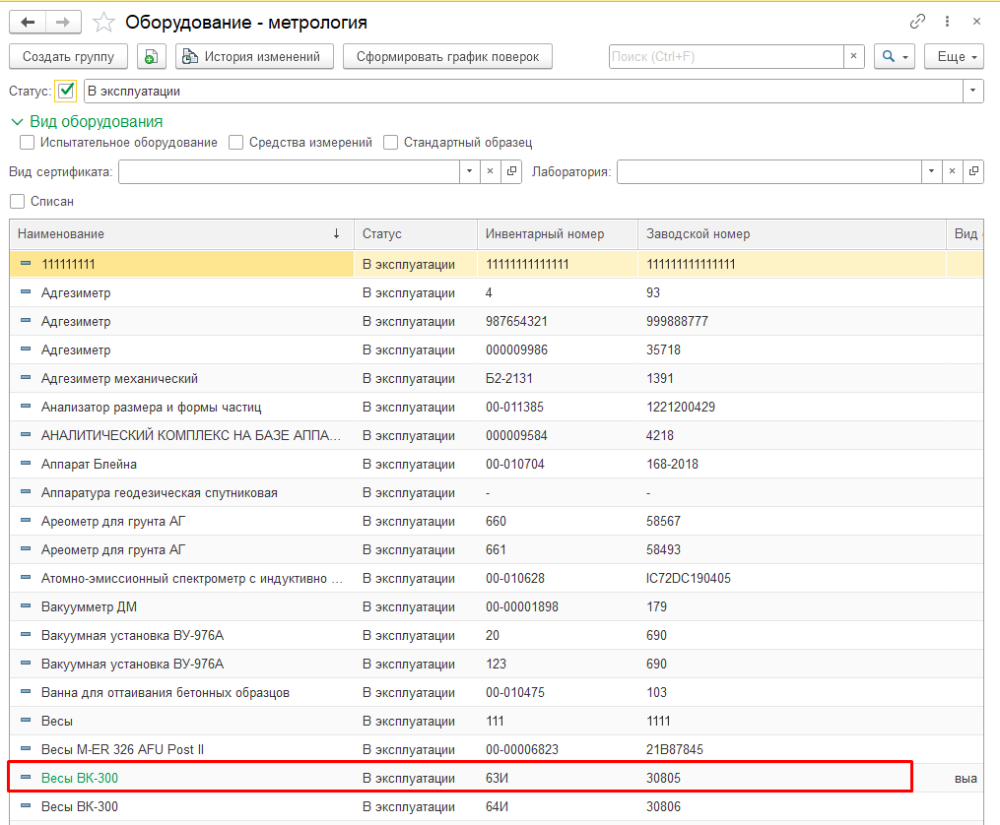 Оборудование - метрология
Создать группу История изменений Сформировать график поверок Поиск (Ctrl+F) × Еще
Статус: В эксплуатации
Вид оборудования
Испытательное оборудование Средства измерений Стандартный образец
Вид сертификата: Лаборатория:
Списан
Наименование ↓ Статус Инвентарный номер Заводской номер Вид
111111111 В эксплуатации 11111111111111 111111111111111
Адгезиметр В эксплуатации 4 93
Адгезиметр В эксплуатации 987654321 999888777
Адгезиметр В эксплуатации 000009986 35718
Адгезиметр механический В эксплуатации Б2-2131 1391
Анализатор размера и формы частиц В эксплуатации 00-011385 1221200429
АНАЛИТИЧЕСКИЙ КОМПЛЕКС НА БАЗЕ АППА... В эксплуатации 000009584 4218
Аппарат Блейна В эксплуатации 00-010704 168-2018
Аппаратура геодезическая спутниковая В эксплуатации - -
Ареометр для грунта АГ В эксплуатации 660 58567
Ареометр для грунта АГ В эксплуатации 661 58493
Атомно-эмиссионный спектрометр с индуктивно ... В эксплуатации 00-010628 IC72DC190405
Вакуумметр ДМ В эксплуатации 00-00001898 179
Вакуумная установка ВУ-976А В эксплуатации 20 690
Вакуумная установка ВУ-976А В эксплуатации 123 690
Ванна для оттаивания бетонных образцов В эксплуатации 00-010475 103
Весы В эксплуатации 111 1111
Весы M-ER 326 AFU Post II В эксплуатации 00-00006823 21B87845
Весы ВК-300 В эксплуатации 63И 30805 выа
Весы ВК-300 В эксплуатации 64И 30806